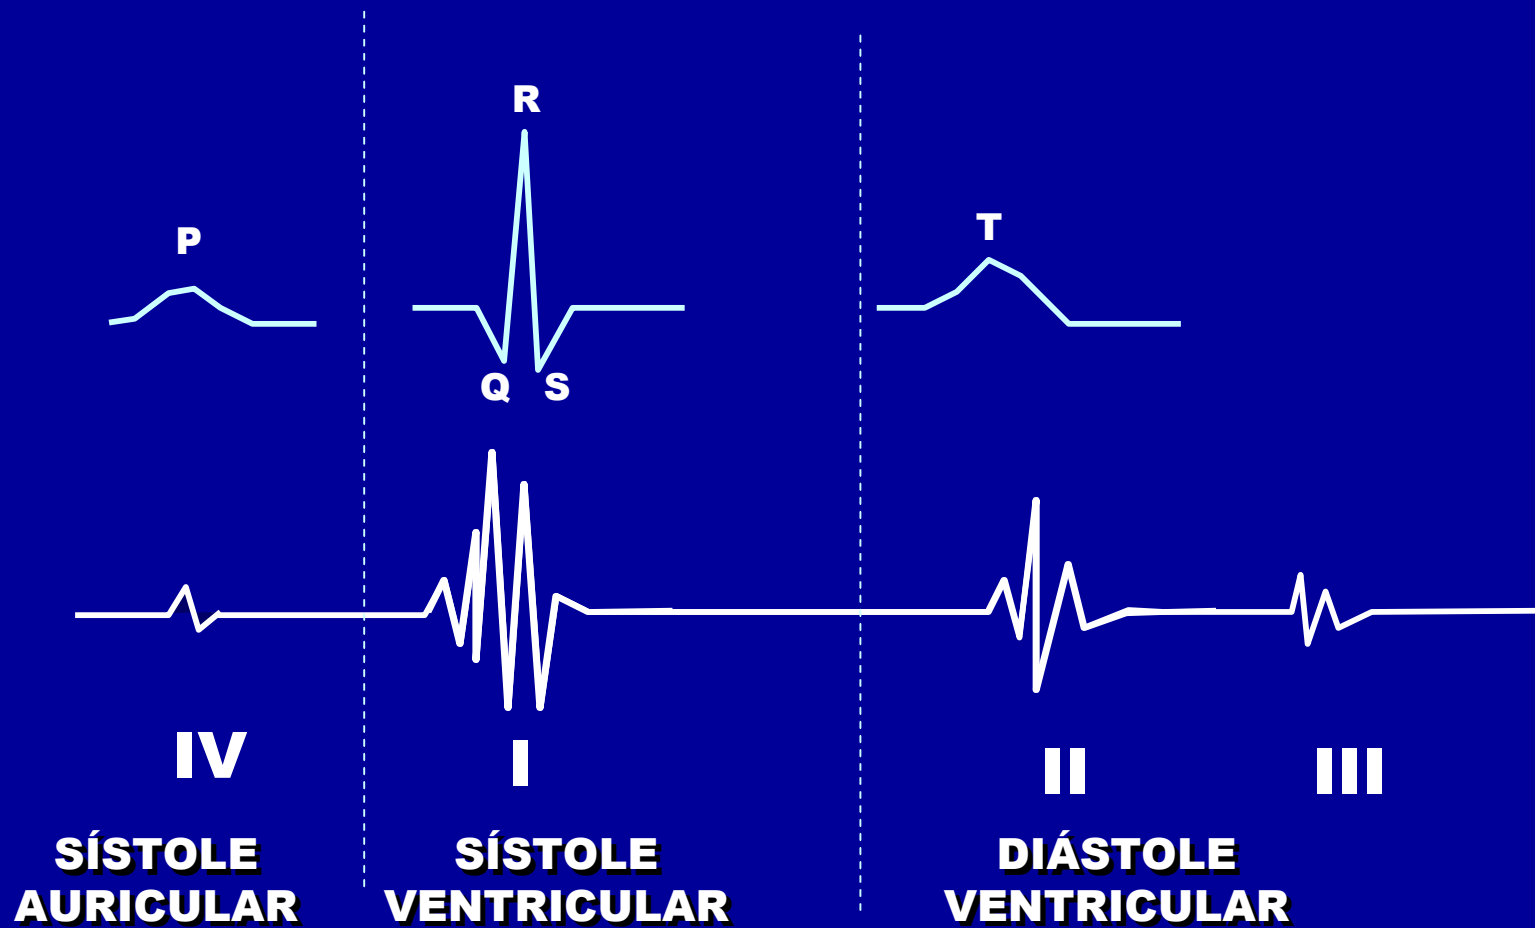 R
P
T
Q S
IV
I
II
III
SÍSTOLE
AURICULAR
SÍSTOLE
VENTRICULAR
DIÁSTOLE
VENTRICULAR